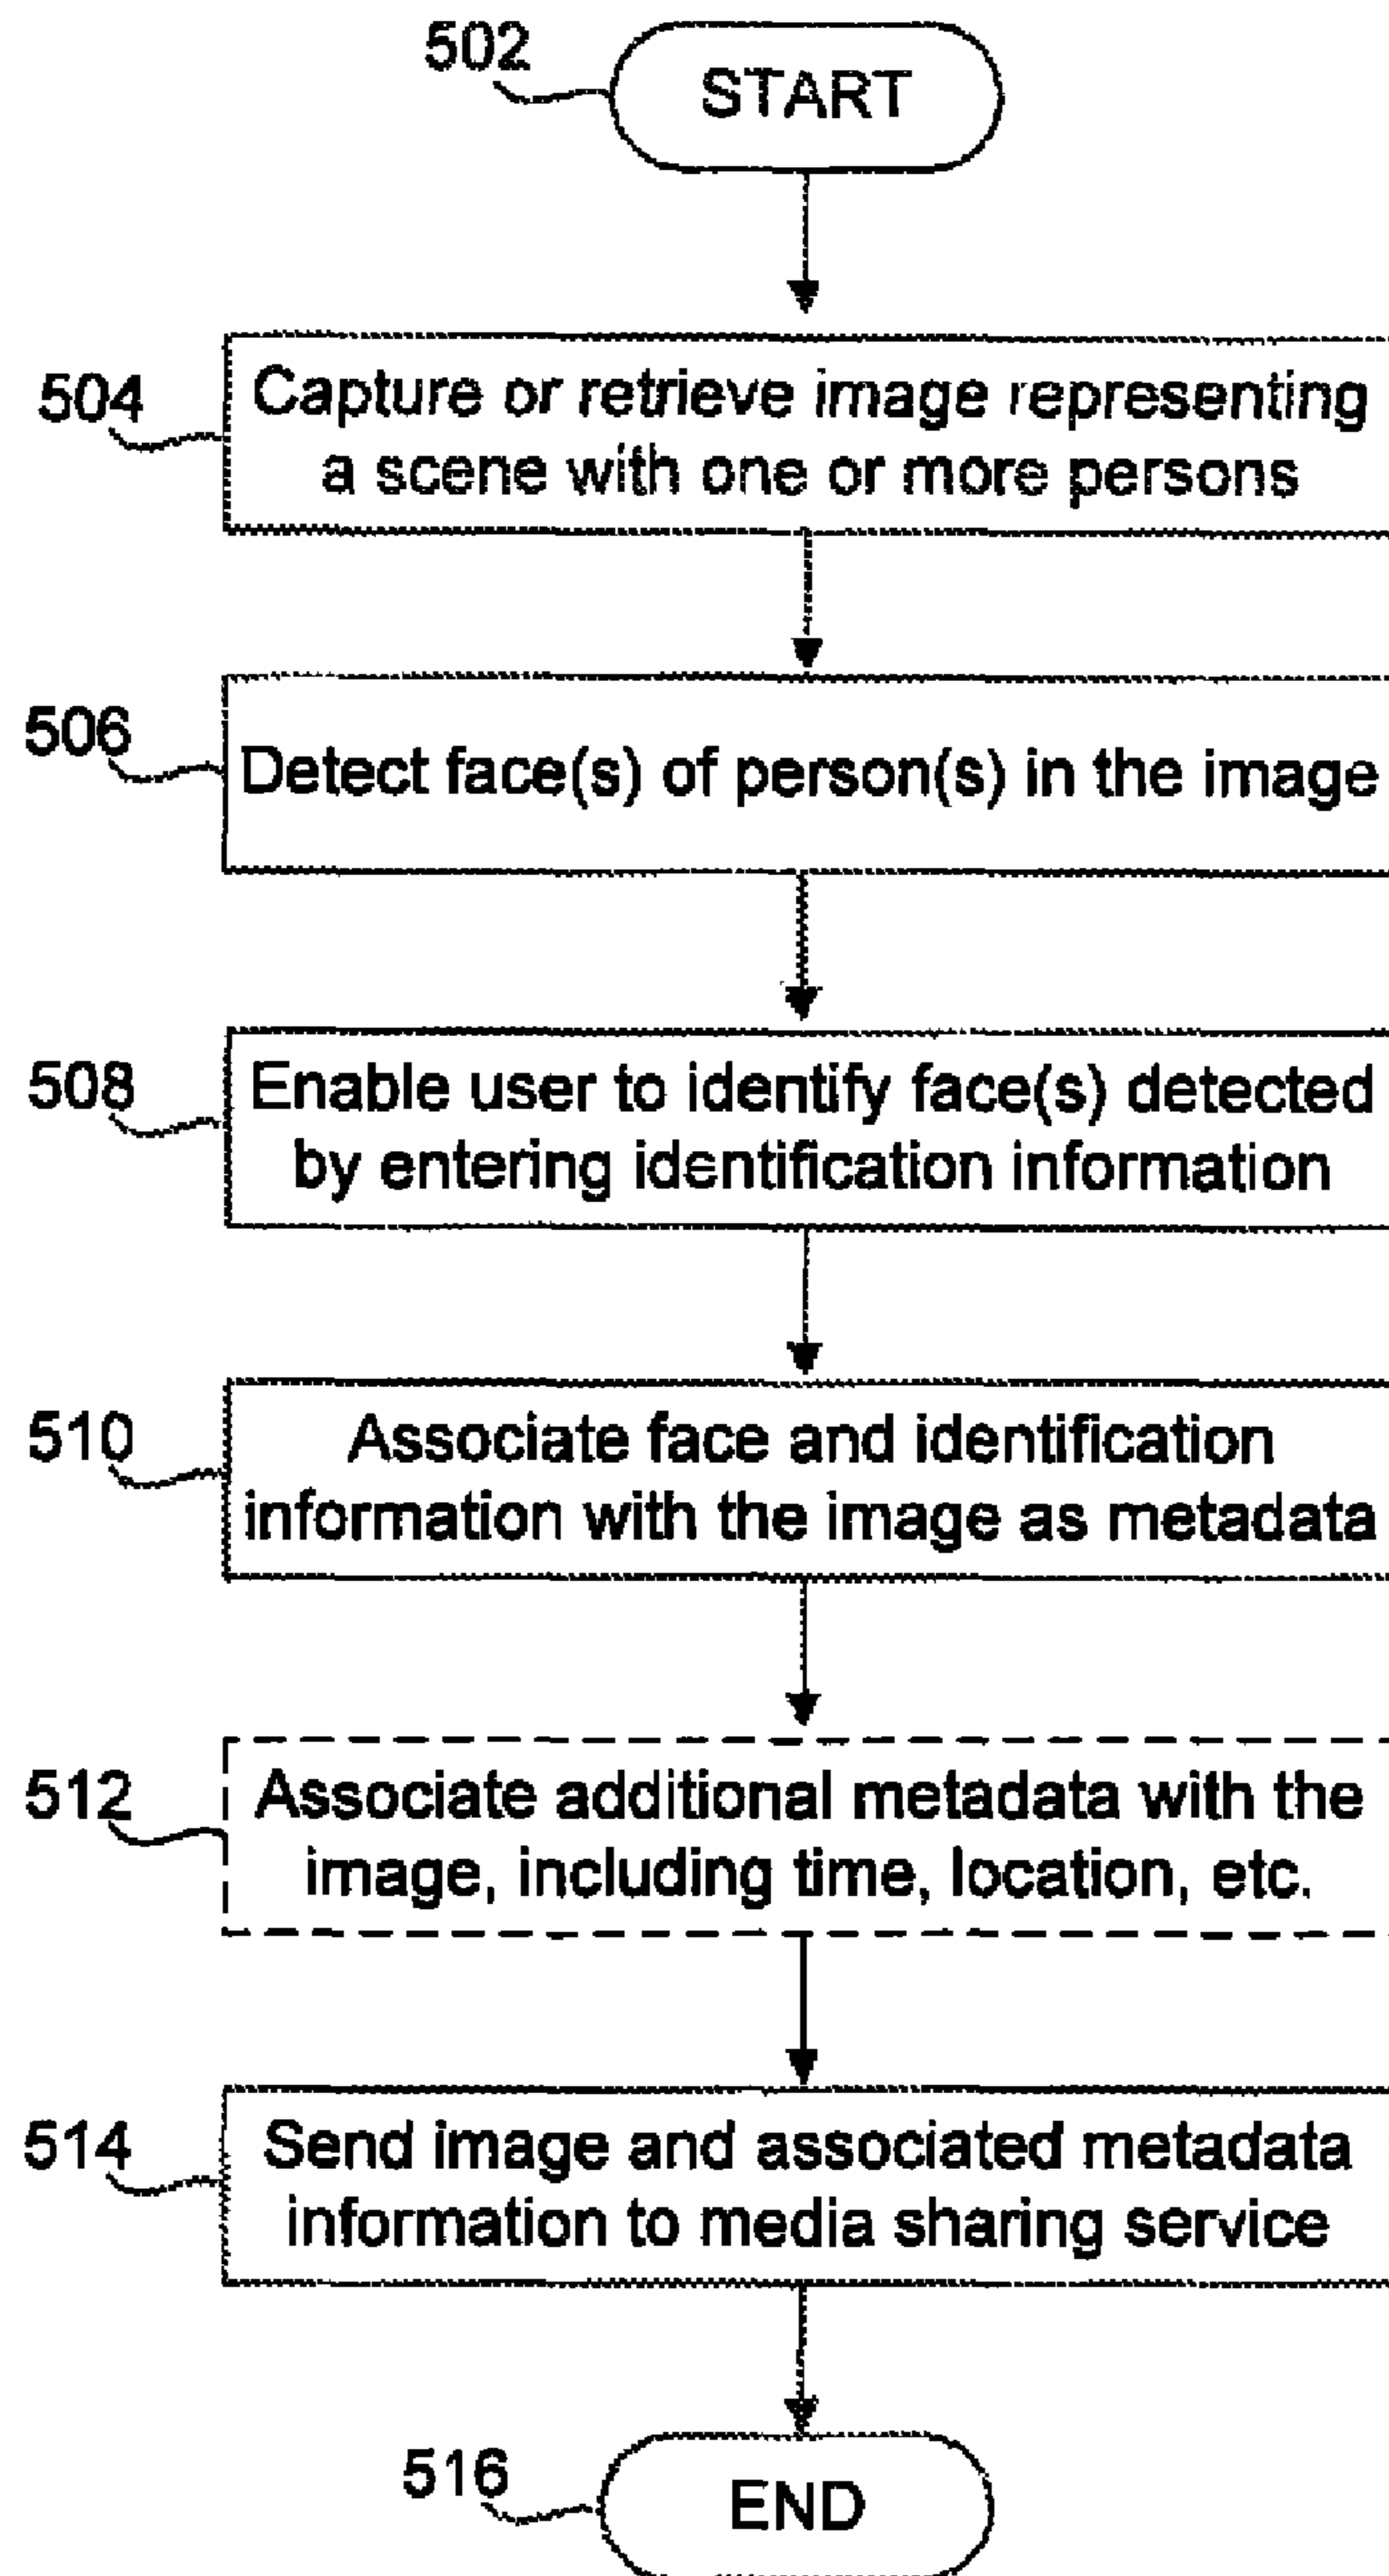 502
START
504
Capture or retrieve image representing
a scene with one or more persons
506
Detect face(s) of person(s) in the image
508
Enable user to identify face(s) detected
by entering identification information
510
Associate face and identification
information with the image as metadata
512
Associate additional metadata with the
image, including time, location, etc.
514
Send image and associated metadata
information to media sharing service
516
END